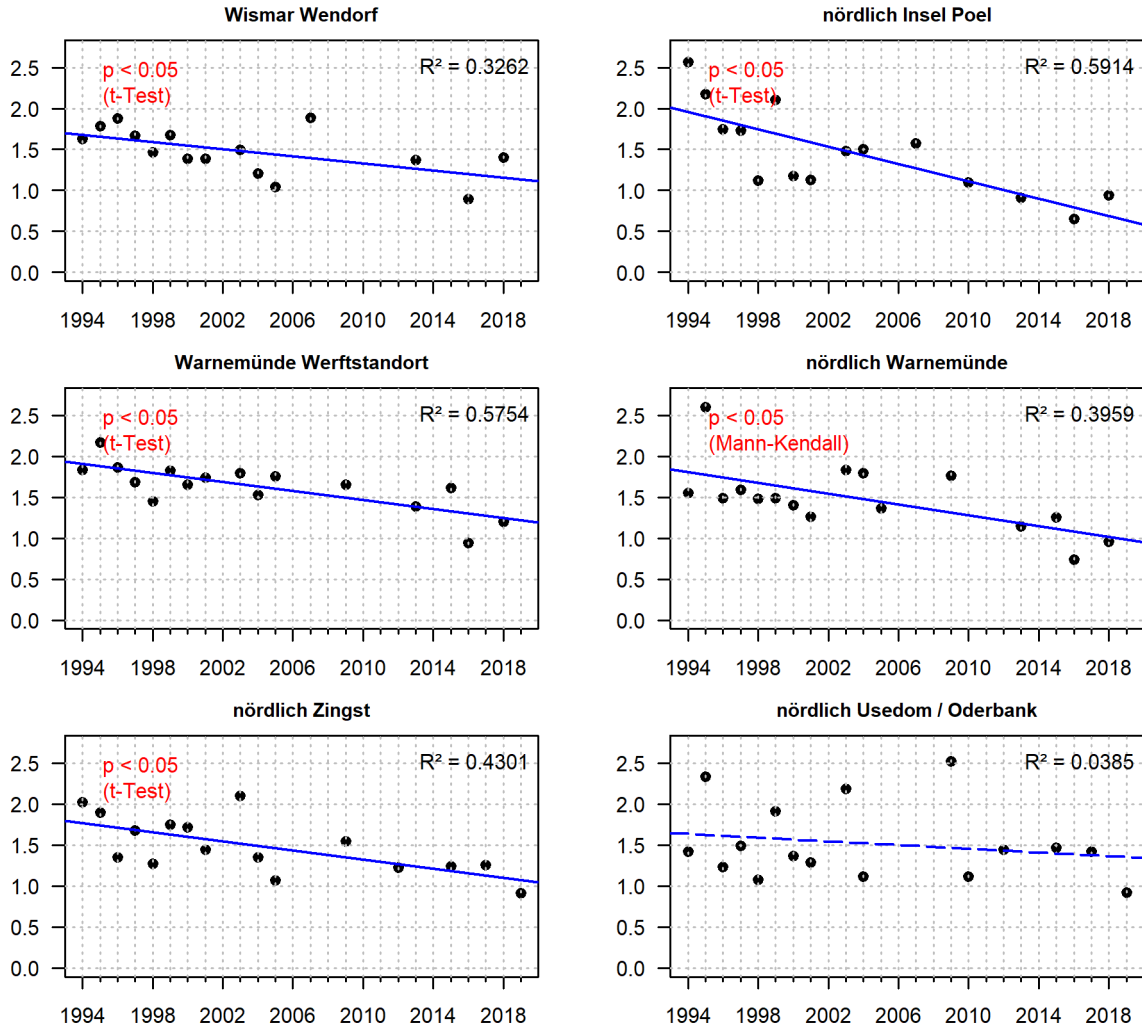 Wismar Wendorf
p < 0.05
(t-Test)
R² = 0.3262
2.5
2.0
1.5
1.0
0.5
0.0
1994 1998 2002 2006 2010 2014 2018
nördlich Insel Poel
p < 0.05
(t-Test)
R² = 0.5914
2.5
2.0
1.5
1.0
0.5
0.0
1994 1998 2002 2006 2010 2014 2018
Warnemünde Werftstandort
p < 0.05
(t-Test)
R² = 0.5754
2.5
2.0
1.5
1.0
0.5
0.0
1994 1998 2002 2006 2010 2014 2018
nördlich Warnemünde
p < 0.05
(Mann-Kendall)
R² = 0.3959
2.5
2.0
1.5
1.0
0.5
0.0
1994 1998 2002 2006 2010 2014 2018
nördlich Zingst
p < 0.05
(t-Test)
R² = 0.4301
2.5
2.0
1.5
1.0
0.5
0.0
1994 1998 2002 2006 2010 2014 2018
nördlich Usedom / Oderbank
R² = 0.0385
2.5
2.0
1.5
1.0
0.5
0.0
1994 1998 2002 2006 2010 2014 2018